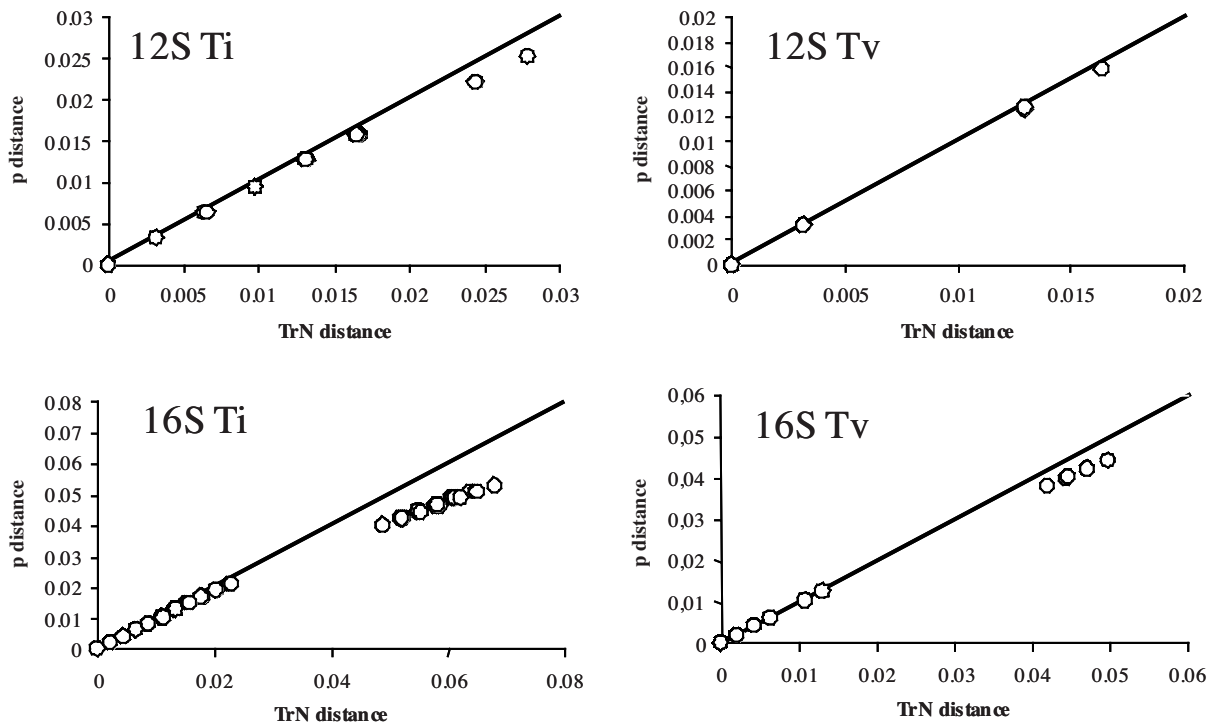 12S Ti
p distance
0.03
0.025
0.02
0.015
0.01
0.005
0
0 0.005 0.01 0.015 0.02 0.025 0.03
TrN distance
12S Tv
p distance
0.02
0.018
0.016
0.014
0.012
0.01
0.008
0.006
0.004
0.002
0
0 0.005 0.01 0.015 0.02
TrN distance
16S Ti
p distance
0.08
0.07
0.06
0.05
0.04
0.03
0.02
0.01
0
0 0.02 0.04 0.06 0.08
TrN distance
16S Tv
p distance
0,06
0,05
0,04
0,03
0,02
0,01
0
0 0.01 0.02 0.03 0.04 0.05 0.06
TrN distance